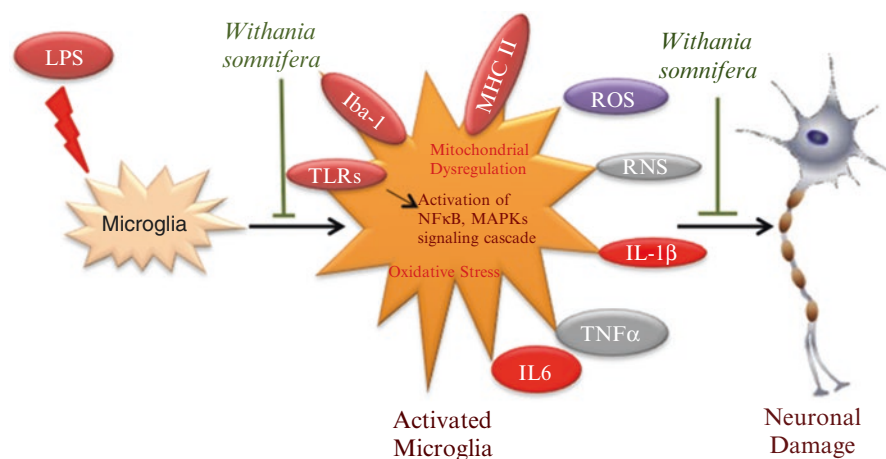 LPS
Withania
somnifera
Microglia
Iba-1
MHC II
TLRs
Mitochondrial
Dysregulation
Activation of
NFκB, MAPKs
signaling cascade
Oxidative Stress
ROS
RNS
IL-1β
TNFα
IL6
Activated
Microglia
Withania
somnifera
Neuronal
Damage